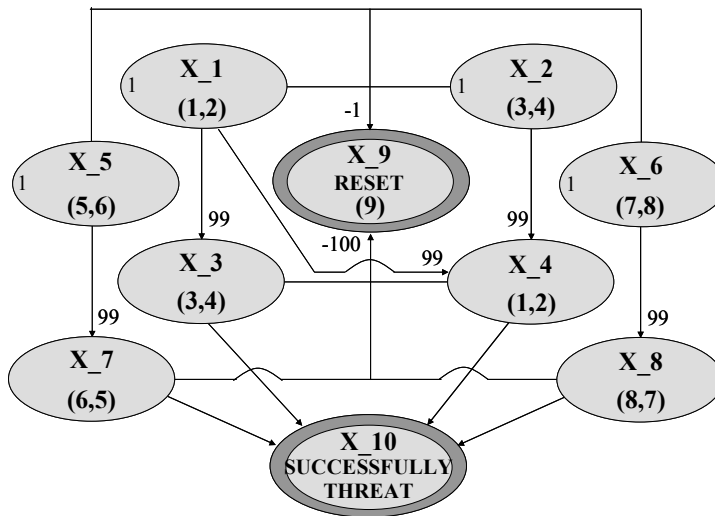 X_1
1
(1,2)
X_2
1
(3,4)
-1
X_5
1
(5,6)
X_9
RESET
(9)
X_6
1
(7,8)
99
99
-100
X_3
(3,4)
99
X_4
(1,2)
99
99
X_7
(6,5)
X_8
(8,7)
X_10
SUCCESSFULLY
THREAT